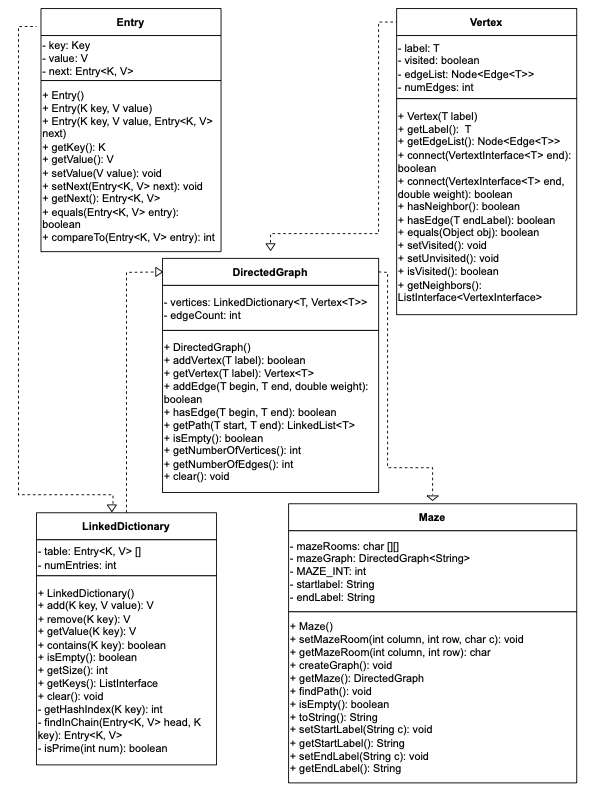 Entry
- key: Key
- value: V
- next: Entry<K, V>
+ Entry()
+ Entry(K key, V value)
+ Entry(K key, V value, Entry<K, V>
next)
+ getKey(): K
+ getValue(): V
+ setValue(V value): void
+ setNext(Entry<K, V> next): void
+ getNext(): Entry<K, V>
+ equals(Entry<K, V> entry):
boolean
+ compareTo(Entry<K, V> entry): int
Vertex
- label: T
- visited: boolean
- edgeList: Node<Edge<T>>
- numEdges: int
+ Vertex(T label)
+ getLabel():  T
+ getEdgeList(): Node<Edge<T>>
+ connect(VertextInterface<T> end):
boolean
+ connect(VertexInterface<T> end,
double weight): boolean
+ hasNeighbor(): boolean
+ hasEdge(T endLabel): boolean
+ equals(Object obj): boolean
+ setVisited(): void
+ setUnvisited(): void
+ isVisited(): boolean
+ getNeighbors():
ListInterface<VertexInterface>
DirectedGraph
- vertices: LinkedDictionary<T, Vertex<T>>
- edgeCount: int
+ DirectedGraph()
+ addVertex(T label): boolean
+ getVertex(T label): Vertex<T>
+ addEdge(T begin, T end, double weight):
boolean
+ hasEdge(T begin, T end): boolean
+ getPath(T start, T end): LinkedList<T>
+ isEmpty(): boolean
+ getNumberOfVertices(): int
+ getNumberOfEdges(): int
+ clear(): void
LinkedDictionary
- table: Entry<K, V> []
- numEntries: int
+ LinkedDictionary()
+ add(K key, V value): V
+ remove(K key): V
+ getValue(K key): V
+ contains(K key): boolean
+ isEmpty(): boolean
+ getSize(): int
+ getKeys(): ListInterface
+ clear(): void
- getHashIndex(K key): int
- findInChain(Entry<K, V> head, K
key): Entry<K, V>
- isPrime(int num): boolean
Maze
- mazeRooms: char [][]
- mazeGraph: DirectedGraph<String>
- MAZE_INT: int
- startlabel: String
- endLabel: String
+ Maze()
+ setMazeRoom(int column, int row, char c): void
+ getMazeRoom(int column, int row): char
+ createGraph(): void
+ getMaze(): DirectedGraph
+ findPath(): void
+ isEmpty(): boolean
+ toString(): String
+ setStartLabel(String c): void
+ getStartLabel(): String
+ setEndLabel(String c): void
+ getEndLabel(): String